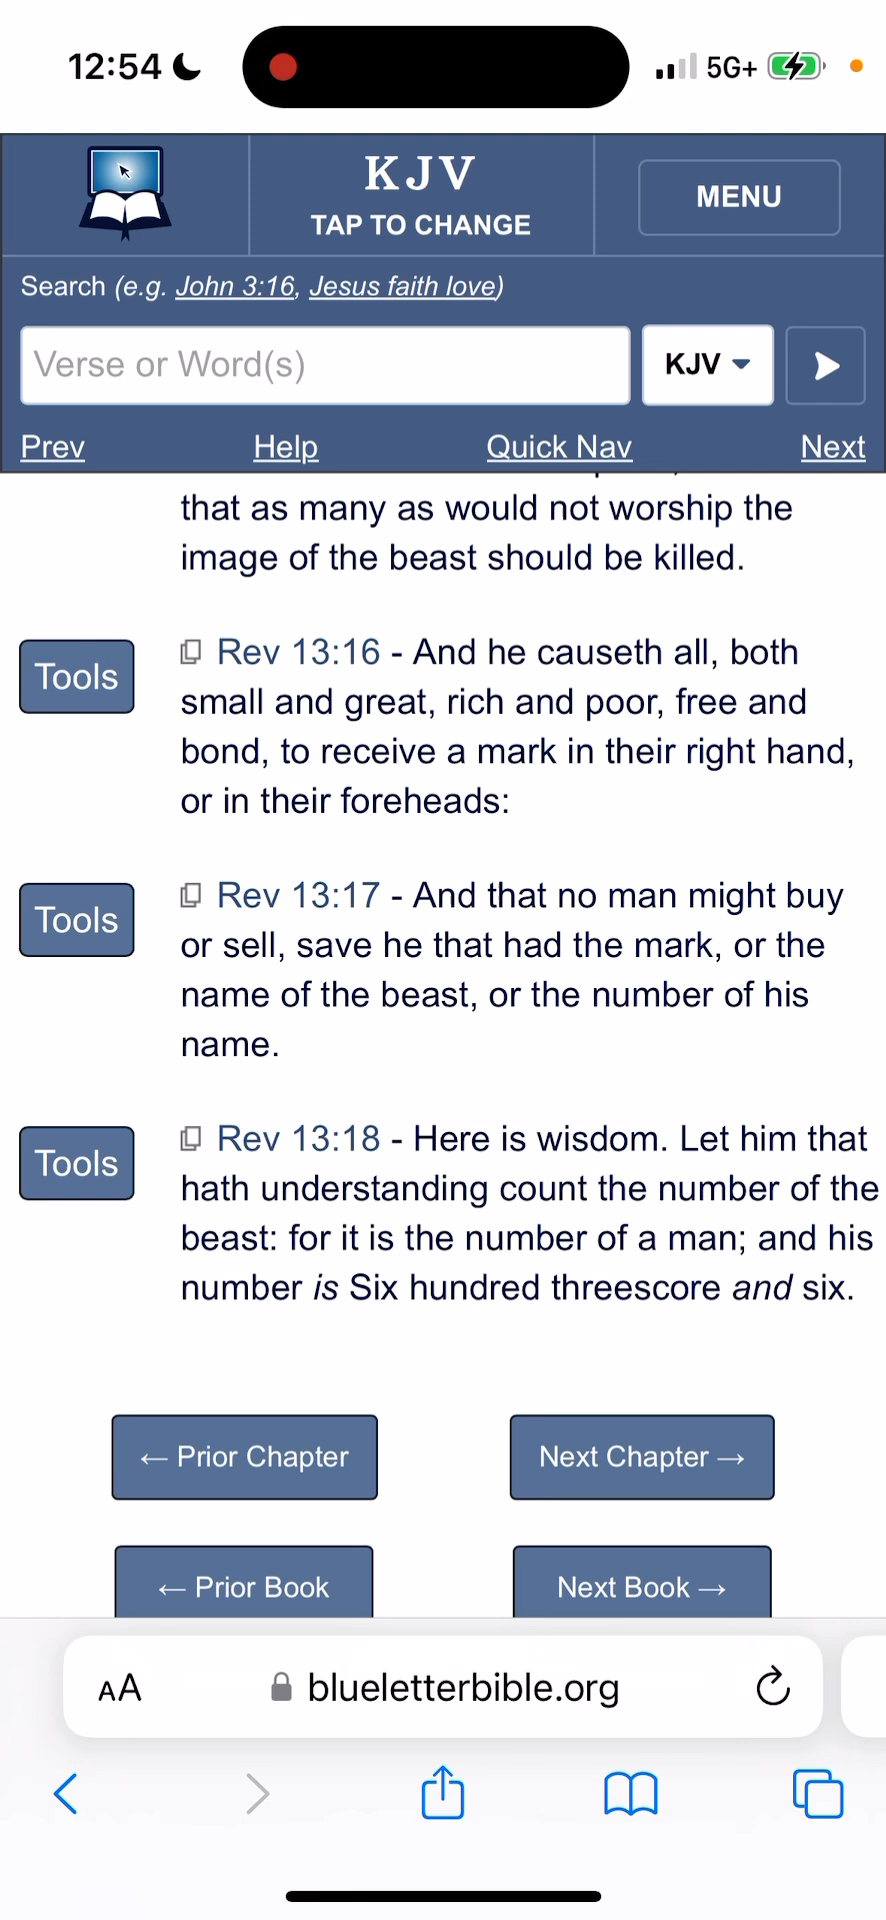 12:54
5G+
KJV
TAP TO CHANGE
MENU
Search (e.g. John 3:16, Jesus faith love)
Verse or Word(s)
KJV
Prev
Help
Quick Nav
Next
that as many as would not worship the
image of the beast should be killed.
Tools
Rev 13:16 - And he causeth all, both
small and great, rich and poor, free and
bond, to receive a mark in their right hand,
or in their foreheads:
Tools
Rev 13:17 - And that no man might buy
or sell, save he that had the mark, or the
name of the beast, or the number of his
name.
Tools
Rev 13:18 - Here is wisdom. Let him that
hath understanding count the number of the
beast: for it is the number of a man; and his
number is Six hundred threescore and six.
← Prior Chapter
Next Chapter →
← Prior Book
Next Book →
AA
blueletterbible.org